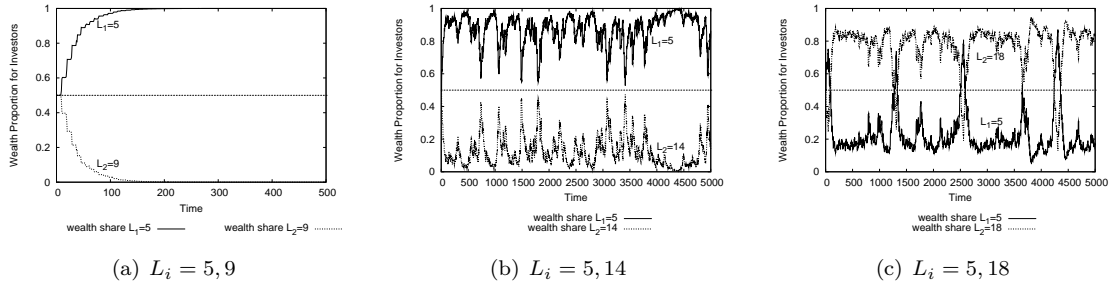 Wealth Proportion for Investors
1
0.8
0.6
0.4
0.2
0
L1=5
L2=9
0 100 200 300 400 500
Time
wealth share L1=5 wealth share L2=9
(a) Li = 5, 9
Wealth Proportion for Investors
1
0.8
0.6
0.4
0.2
0
L1=5
L2=14
0 500 1000 1500 2000 2500 3000 3500 4000 4500 5000
Time
wealth share L1=5
wealth share L2=14
(b) Li = 5, 14
Wealth Proportion for Investors
1
0.8
0.6
0.4
0.2
0
L2=18
L1=5
0 500 1000 1500 2000 2500 3000 3500 4000 4500 5000
Time
wealth share L1=5
wealth share L2=18
(c) Li = 5, 18